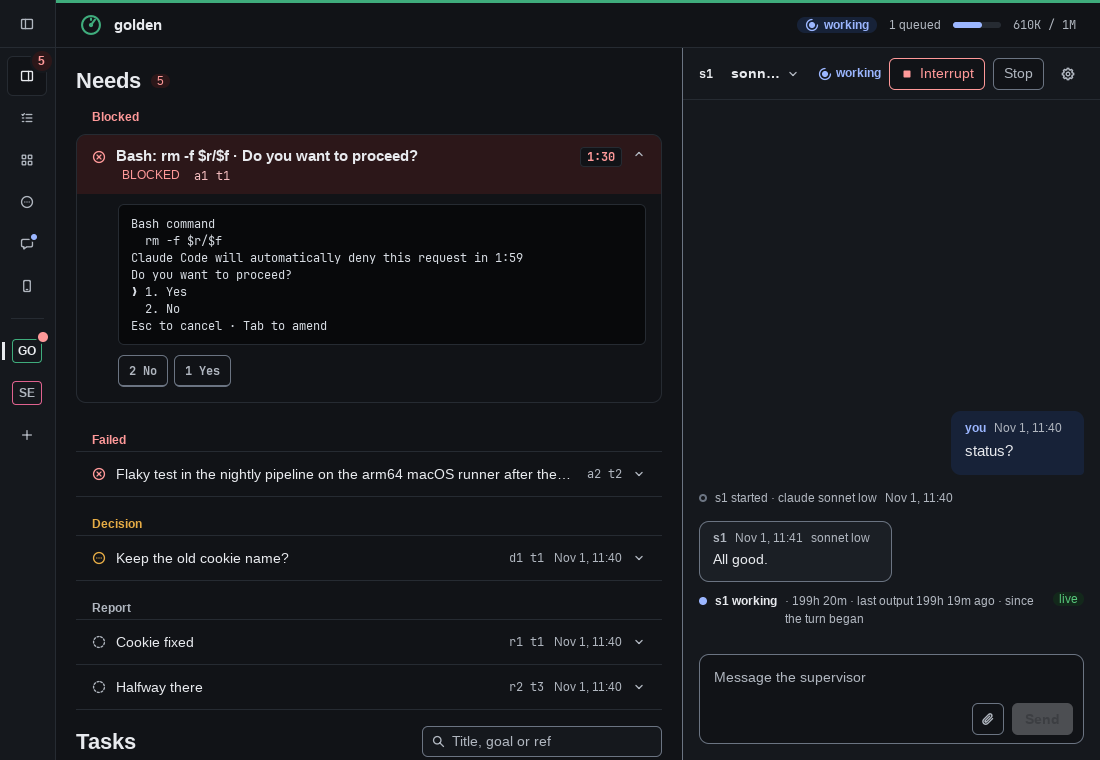 golden
working
1 queued
610K / 1M
5
GO
SE
Needs 5
Blocked
Bash: rm -f $r/$f · Do you want to proceed?
1:30
BLOCKED a1 t1
Bash command
rm -f $r/$f
Claude Code will automatically deny this request in 1:59
Do you want to proceed?
❯ 1. Yes
2. No
Esc to cancel · Tab to amend
2 No
1 Yes
Failed
Flaky test in the nightly pipeline on the arm64 macOS runner after the… a2 t2
Decision
Keep the old cookie name? d1 t1 Nov 1, 11:40
Report
Cookie fixed r1 t1 Nov 1, 11:40
Halfway there r2 t3 Nov 1, 11:40
Tasks
Title, goal or ref
s1 sonn… working Interrupt Stop
you Nov 1, 11:40
status?
s1 started · claude sonnet low Nov 1, 11:40
s1 Nov 1, 11:41 sonnet low
All good.
s1 working · 199h 20m · last output 199h 19m ago · since
the turn began
live
Message the supervisor
Send